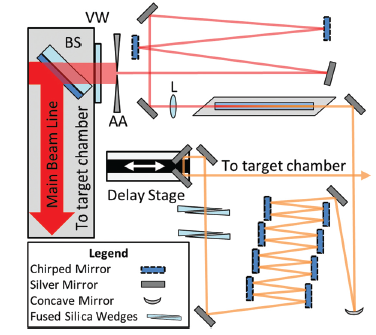 VW
BS
AA
L
Main Beam Line
To target chamber
Delay Stage
To target chamber
Legend
Chirped Mirror
Silver Mirror
Concave Mirror
Fused Silica Wedges